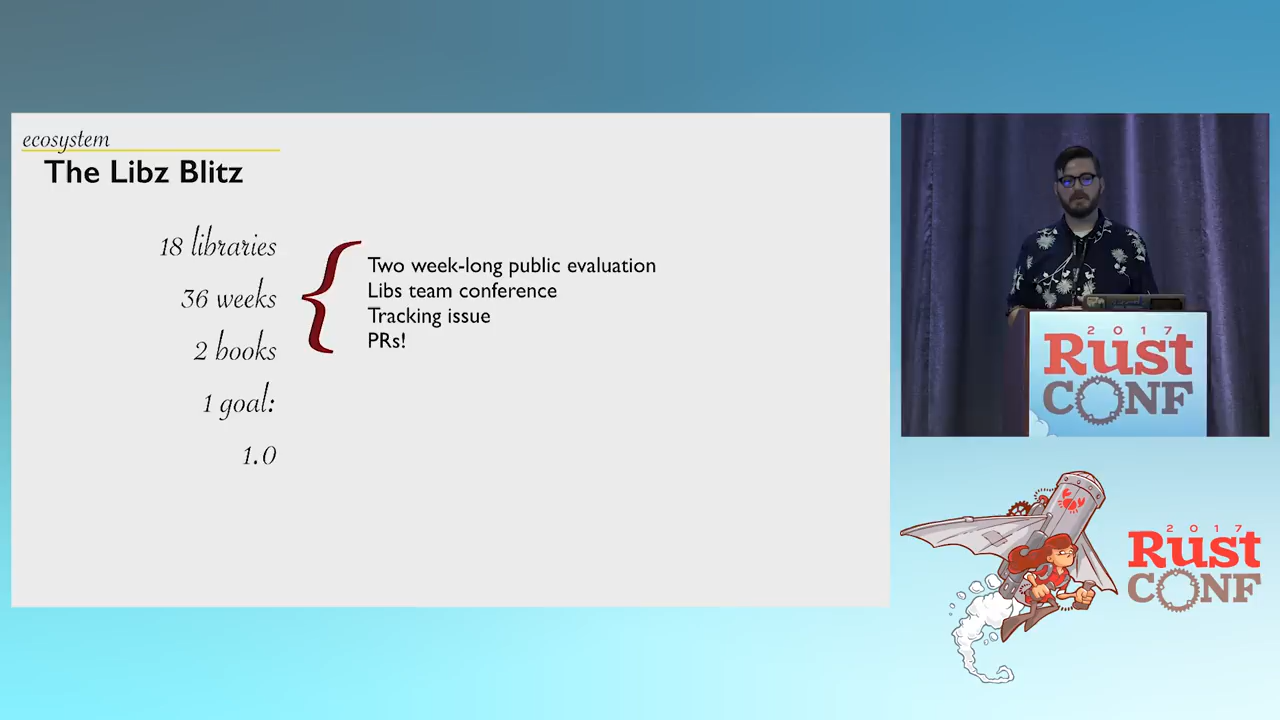 ecosystem
The Libz Blitz
18 libraries
36 weeks
2 books
1 goal:
1.0
Two week-long public evaluation
Libs team conference
Tracking issue
PRs!
2017
Rust
CONF
2017
Rust
CONF